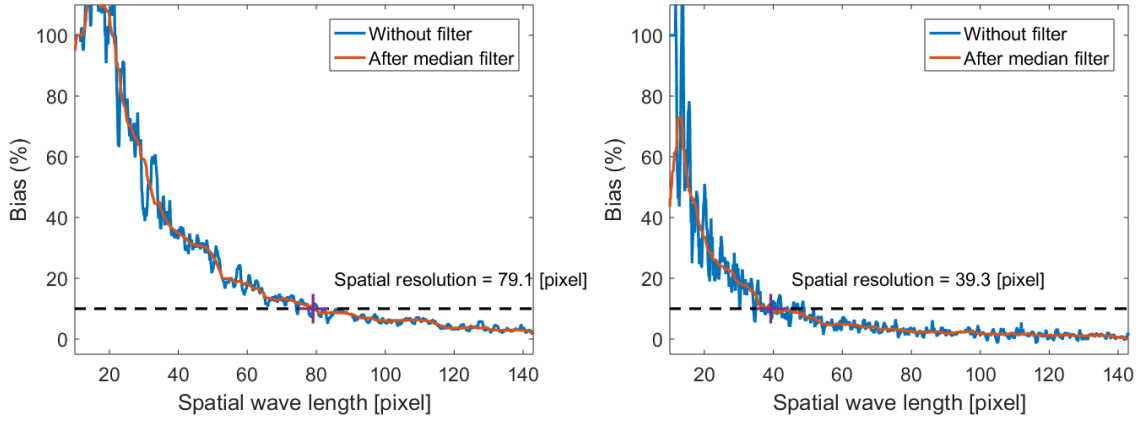 100
80
60
40
20
0
Bias (%)
Without filter
After median filter
Spatial resolution = 79.1 [pixel]
20 40 60 80 100 120 140
Spatial wave length [pixel]
100
80
60
40
20
0
Bias (%)
Without filter
After median filter
Spatial resolution = 39.3 [pixel]
20 40 60 80 100 120 140
Spatial wave length [pixel]